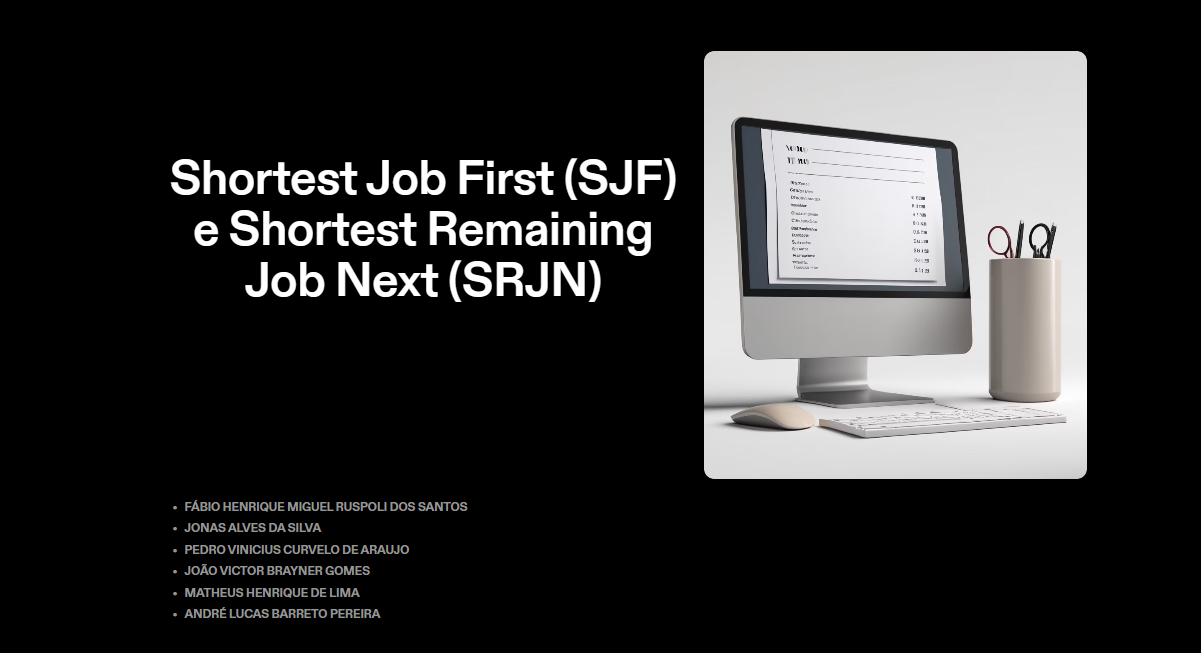 Shortest Job First (SJF)
e Shortest Remaining
Job Next (SRJN)
• FÁBIO HENRIQUE MIGUEL RUSPOLI DOS SANTOS
• JONAS ALVES DA SILVA
• PEDRO VINICIUS CURVELO DE ARAUJO
• JOÃO VICTOR BRAYNER GOMES
• MATHEUS HENRIQUE DE LIMA
• ANDRÉ LUCAS BARRETO PEREIRA